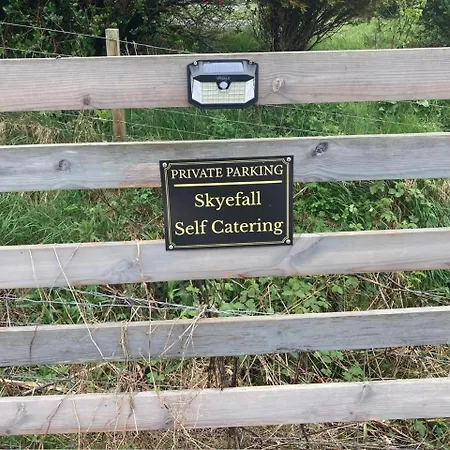 PRIVATE PARKING
Skyefall
Self Catering